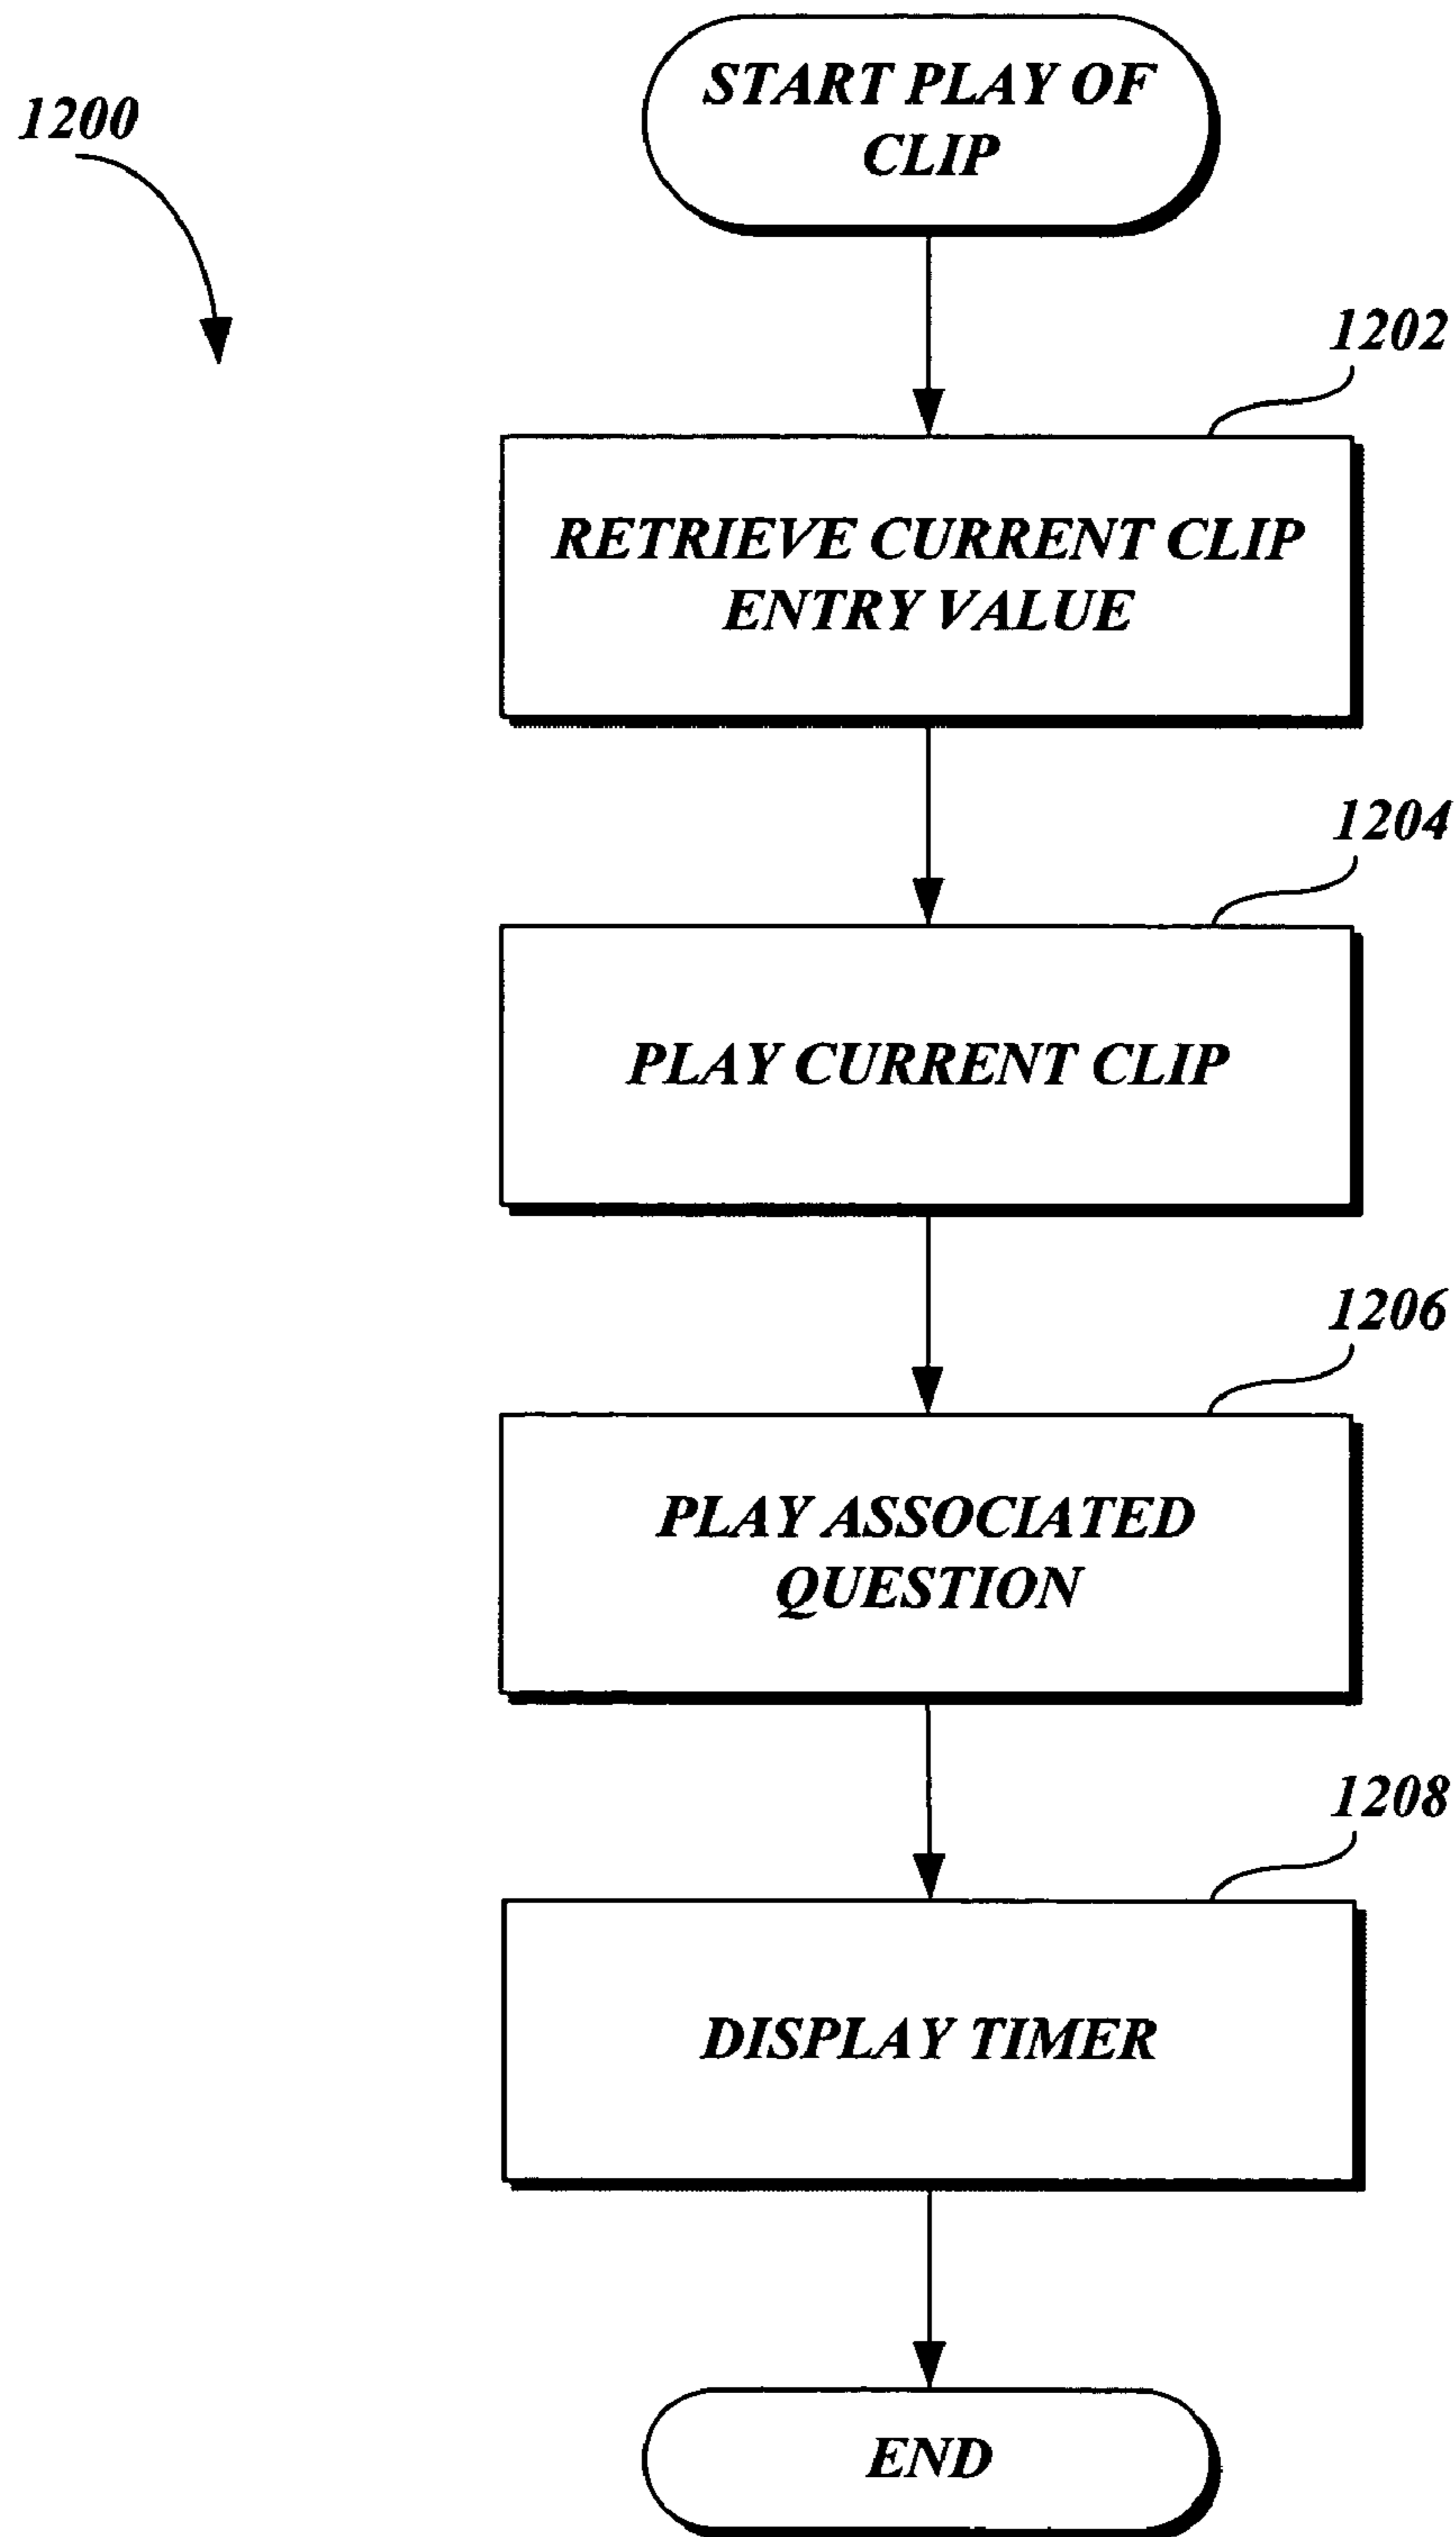 START PLAY OF
CLIP
1200
1202
RETRIEVE CURRENT CLIP
ENTRY VALUE
1204
PLAY CURRENT CLIP
1206
PLAY ASSOCIATED
QUESTION
1208
DISPLAY TIMER
END